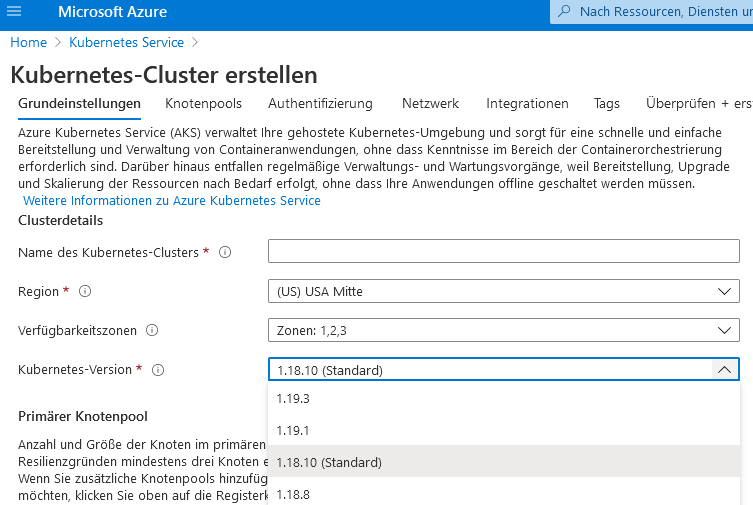 Microsoft Azure
Nach Ressourcen, Diensten
Home > Kubernetes Service >
Kubernetes-Cluster erstellen
Grundeinstellungen Knotenpools Authentifizierung Netzwerk Integrationen Tags Überprüfen + ers
Azure Kubernetes Service (AKS) verwaltet Ihre gehostete Kubernetes-Umgebung und sorgt für eine schnelle und einfache
Bereitstellung und Verwaltung von Containeranwendungen, ohne dass Kenntnisse im Bereich der Containerorchestrierung
erforderlich sind. Darüber hinaus entfallen regelmäßige Verwaltungs- und Wartungsvorgänge, weil Bereitstellung, Upgrade
und Skalierung der Ressourcen nach Bedarf erfolgt, ohne dass Ihre Anwendungen offline geschaltet werden müssen.
Weitere Informationen zu Azure Kubernetes Service
Clusterdetails
Name des Kubernetes-Clusters *
Region * (US) USA Mitte
Verfügbarkeitszonen Zonen: 1,2,3
Kubernetes-Version * 1.18.10 (Standard)
1.19.3
1.19.1
1.18.10 (Standard)
1.18.8
Primärer Knotenpool
Anzahl und Größe der Knoten im primären
Resilienzgründen mindestens drei Knoten e
Wenn Sie zusätzliche Knotenpools hinzufüg
möchten, klicken Sie oben auf die Register